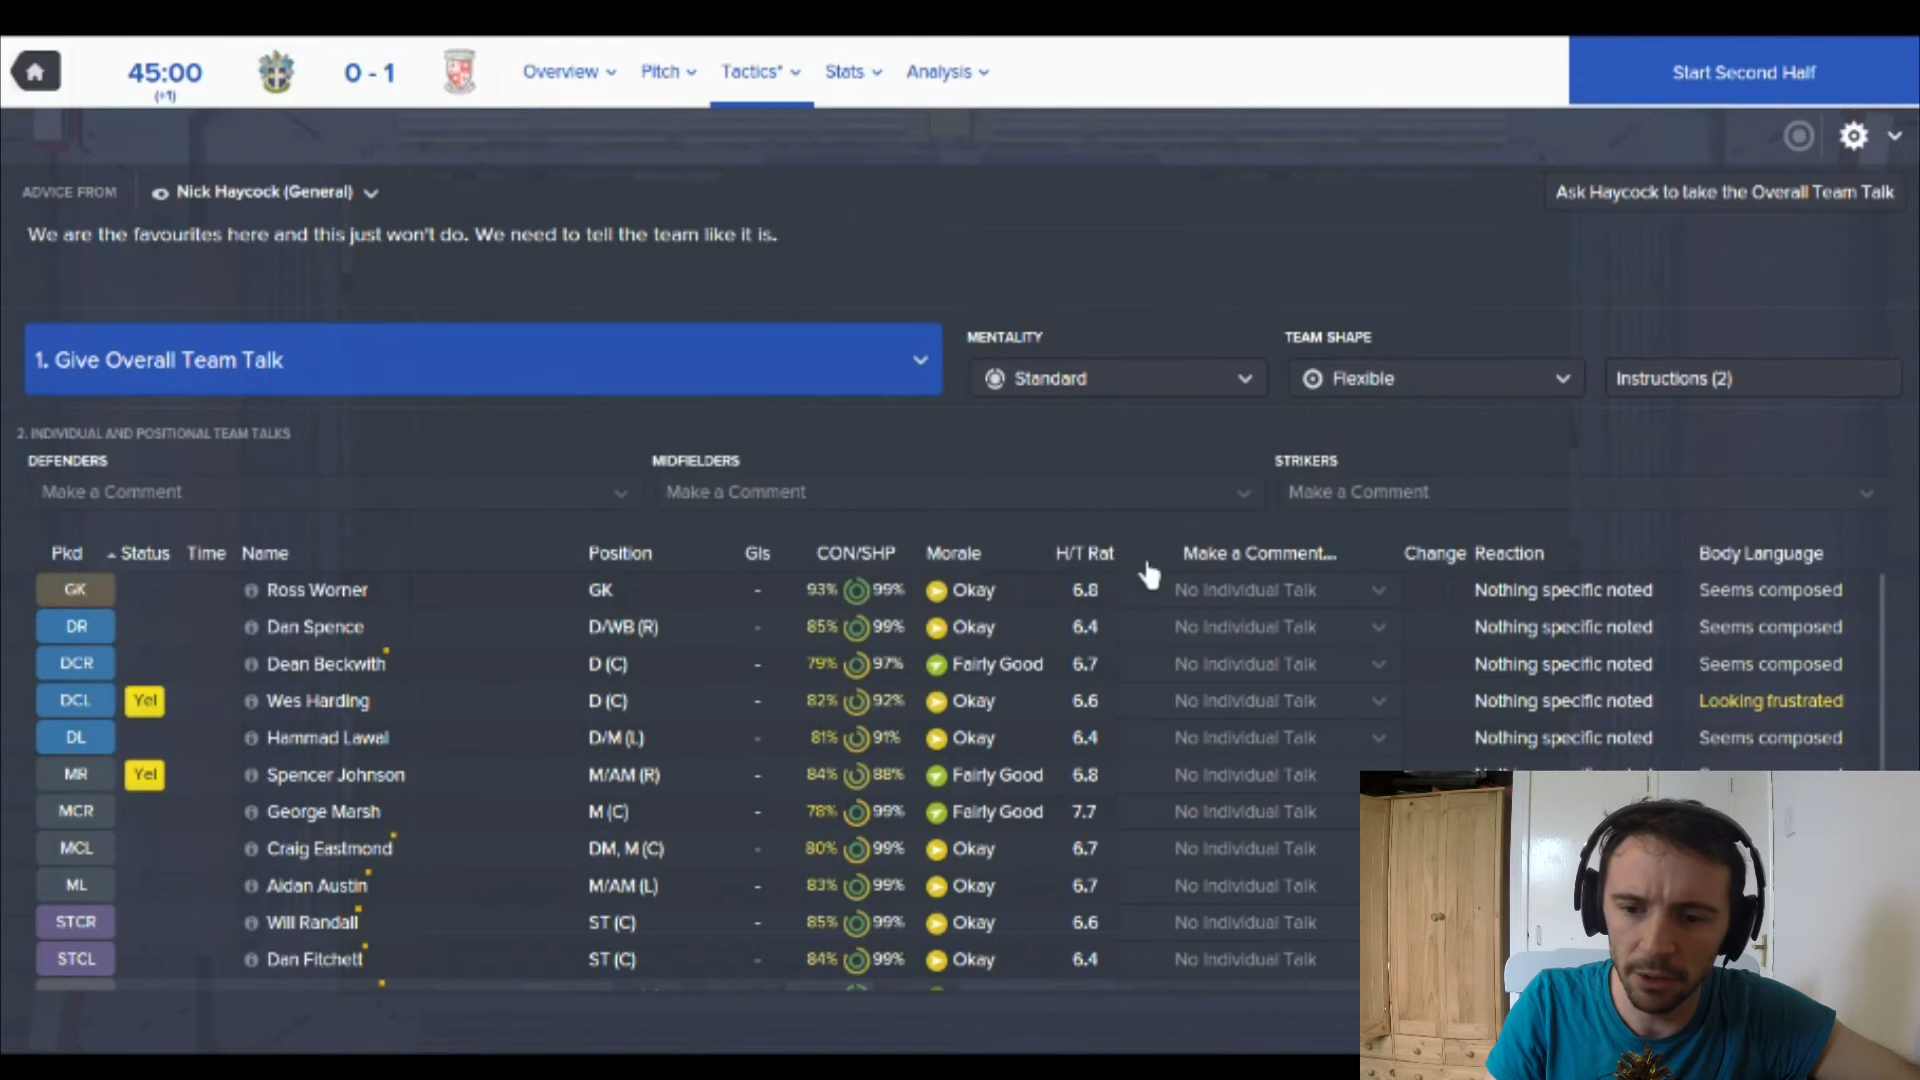 45:00
(+1)
0 - 1
Overview
Pitch
Tactics*
Stats
Analysis
Start Second Half
ADVICE FROM
Nick Haycock (General)
Ask Haycock to take the Overall Team Talk
We are the favourites here and this just won't do. We need to tell the team like it is.
1. Give Overall Team Talk
MENTALITY
Standard
TEAM SHAPE
Flexible
Instructions (2)
2. INDIVIDUAL AND POSITIONAL TEAM TALKS
DEFENDERS
MIDFIELDERS
STRIKERS
Make a Comment
Make a Comment
Make a Comment
Pkd Status Time Name Position Gls CON/SHP Morale H/T Rat Make a Comment... Change Reaction Body Language
GK Ross Worner GK - 93% 99% Okay 6.8 No Individual Talk Nothing specific noted Seems composed
DR Dan Spence D/WB (R) - 85% 99% Okay 6.4 No Individual Talk Nothing specific noted Seems composed
DCR Dean Beckwith D (C) - 79% 97% Fairly Good 6.7 No Individual Talk Nothing specific noted Seems composed
DCL Yel Wes Harding D (C) - 82% 92% Okay 6.6 No Individual Talk Nothing specific noted Looking frustrated
DL Hammad Lawal D/M (L) - 81% 91% Okay 6.4 No Individual Talk Nothing specific noted Seems composed
MR Yel Spencer Johnson M/AM (R) - 84% 88% Fairly Good 6.8 No Individual Talk
MCR George Marsh M (C) - 78% 99% Fairly Good 7.7 No Individual Talk
MCL Craig Eastmond DM, M (C) - 80% 99% Okay 6.7 No Individual Talk
ML Aidan Austin M/AM (L) - 83% 99% Okay 6.7 No Individual Talk
STCR Will Randall ST (C) - 85% 99% Okay 6.6 No Individual Talk
STCL Dan Fitchett ST (C) - 84% 99% Okay 6.4 No Individual Talk